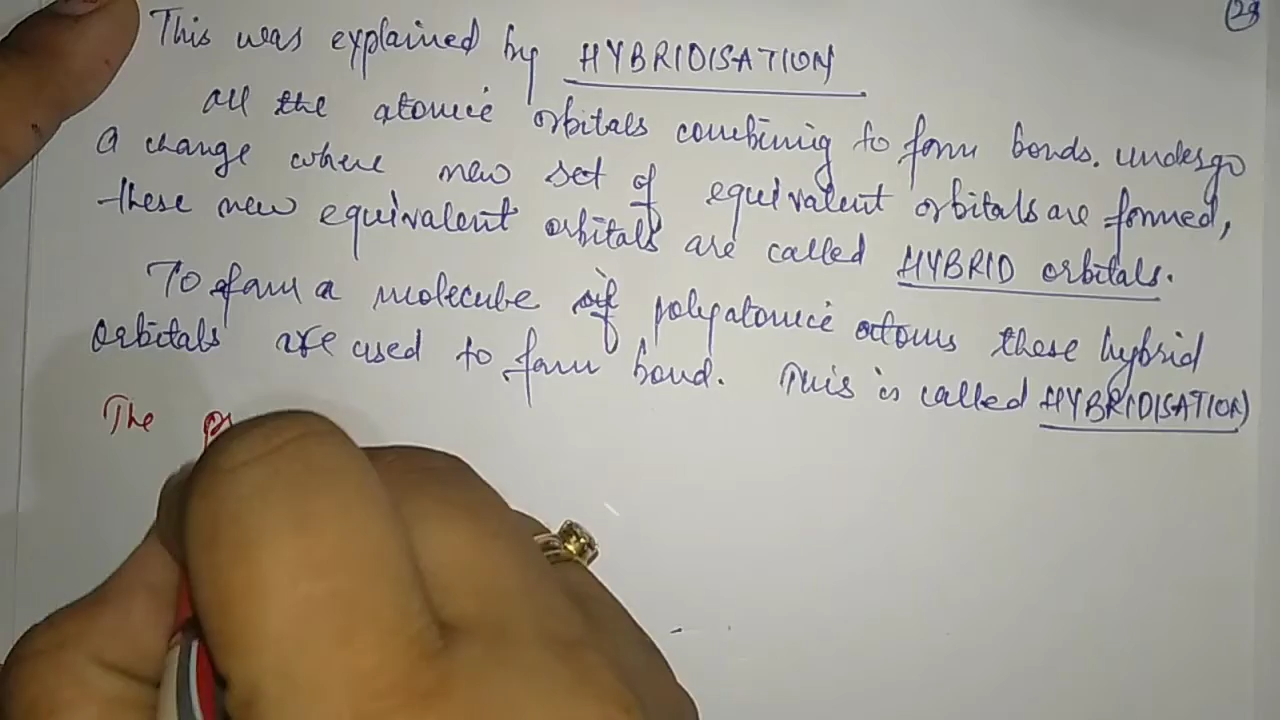 29
This was explained by HYBRIDISATION
all the atomic orbitals combining to form bonds. undergo
a change where new set of equivalent orbitals are formed,
these new equivalent orbitals are called HYBRID orbitals.
To form a molecule of polyatomic atoms these hybrid
orbitals are used to form bond. This is called HYBRIDISATION
The